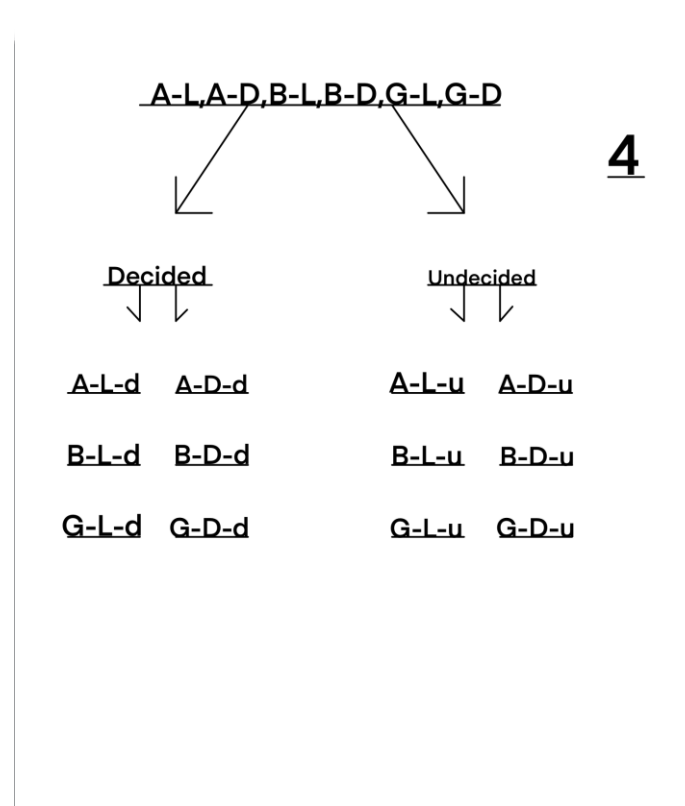 A-L,A-D,B-L,B-D,G-L,G-D
4
Decided Undecided
A-L-d A-D-d A-L-u A-D-u
B-L-d B-D-d B-L-u B-D-u
G-L-d G-D-d G-L-u G-D-u